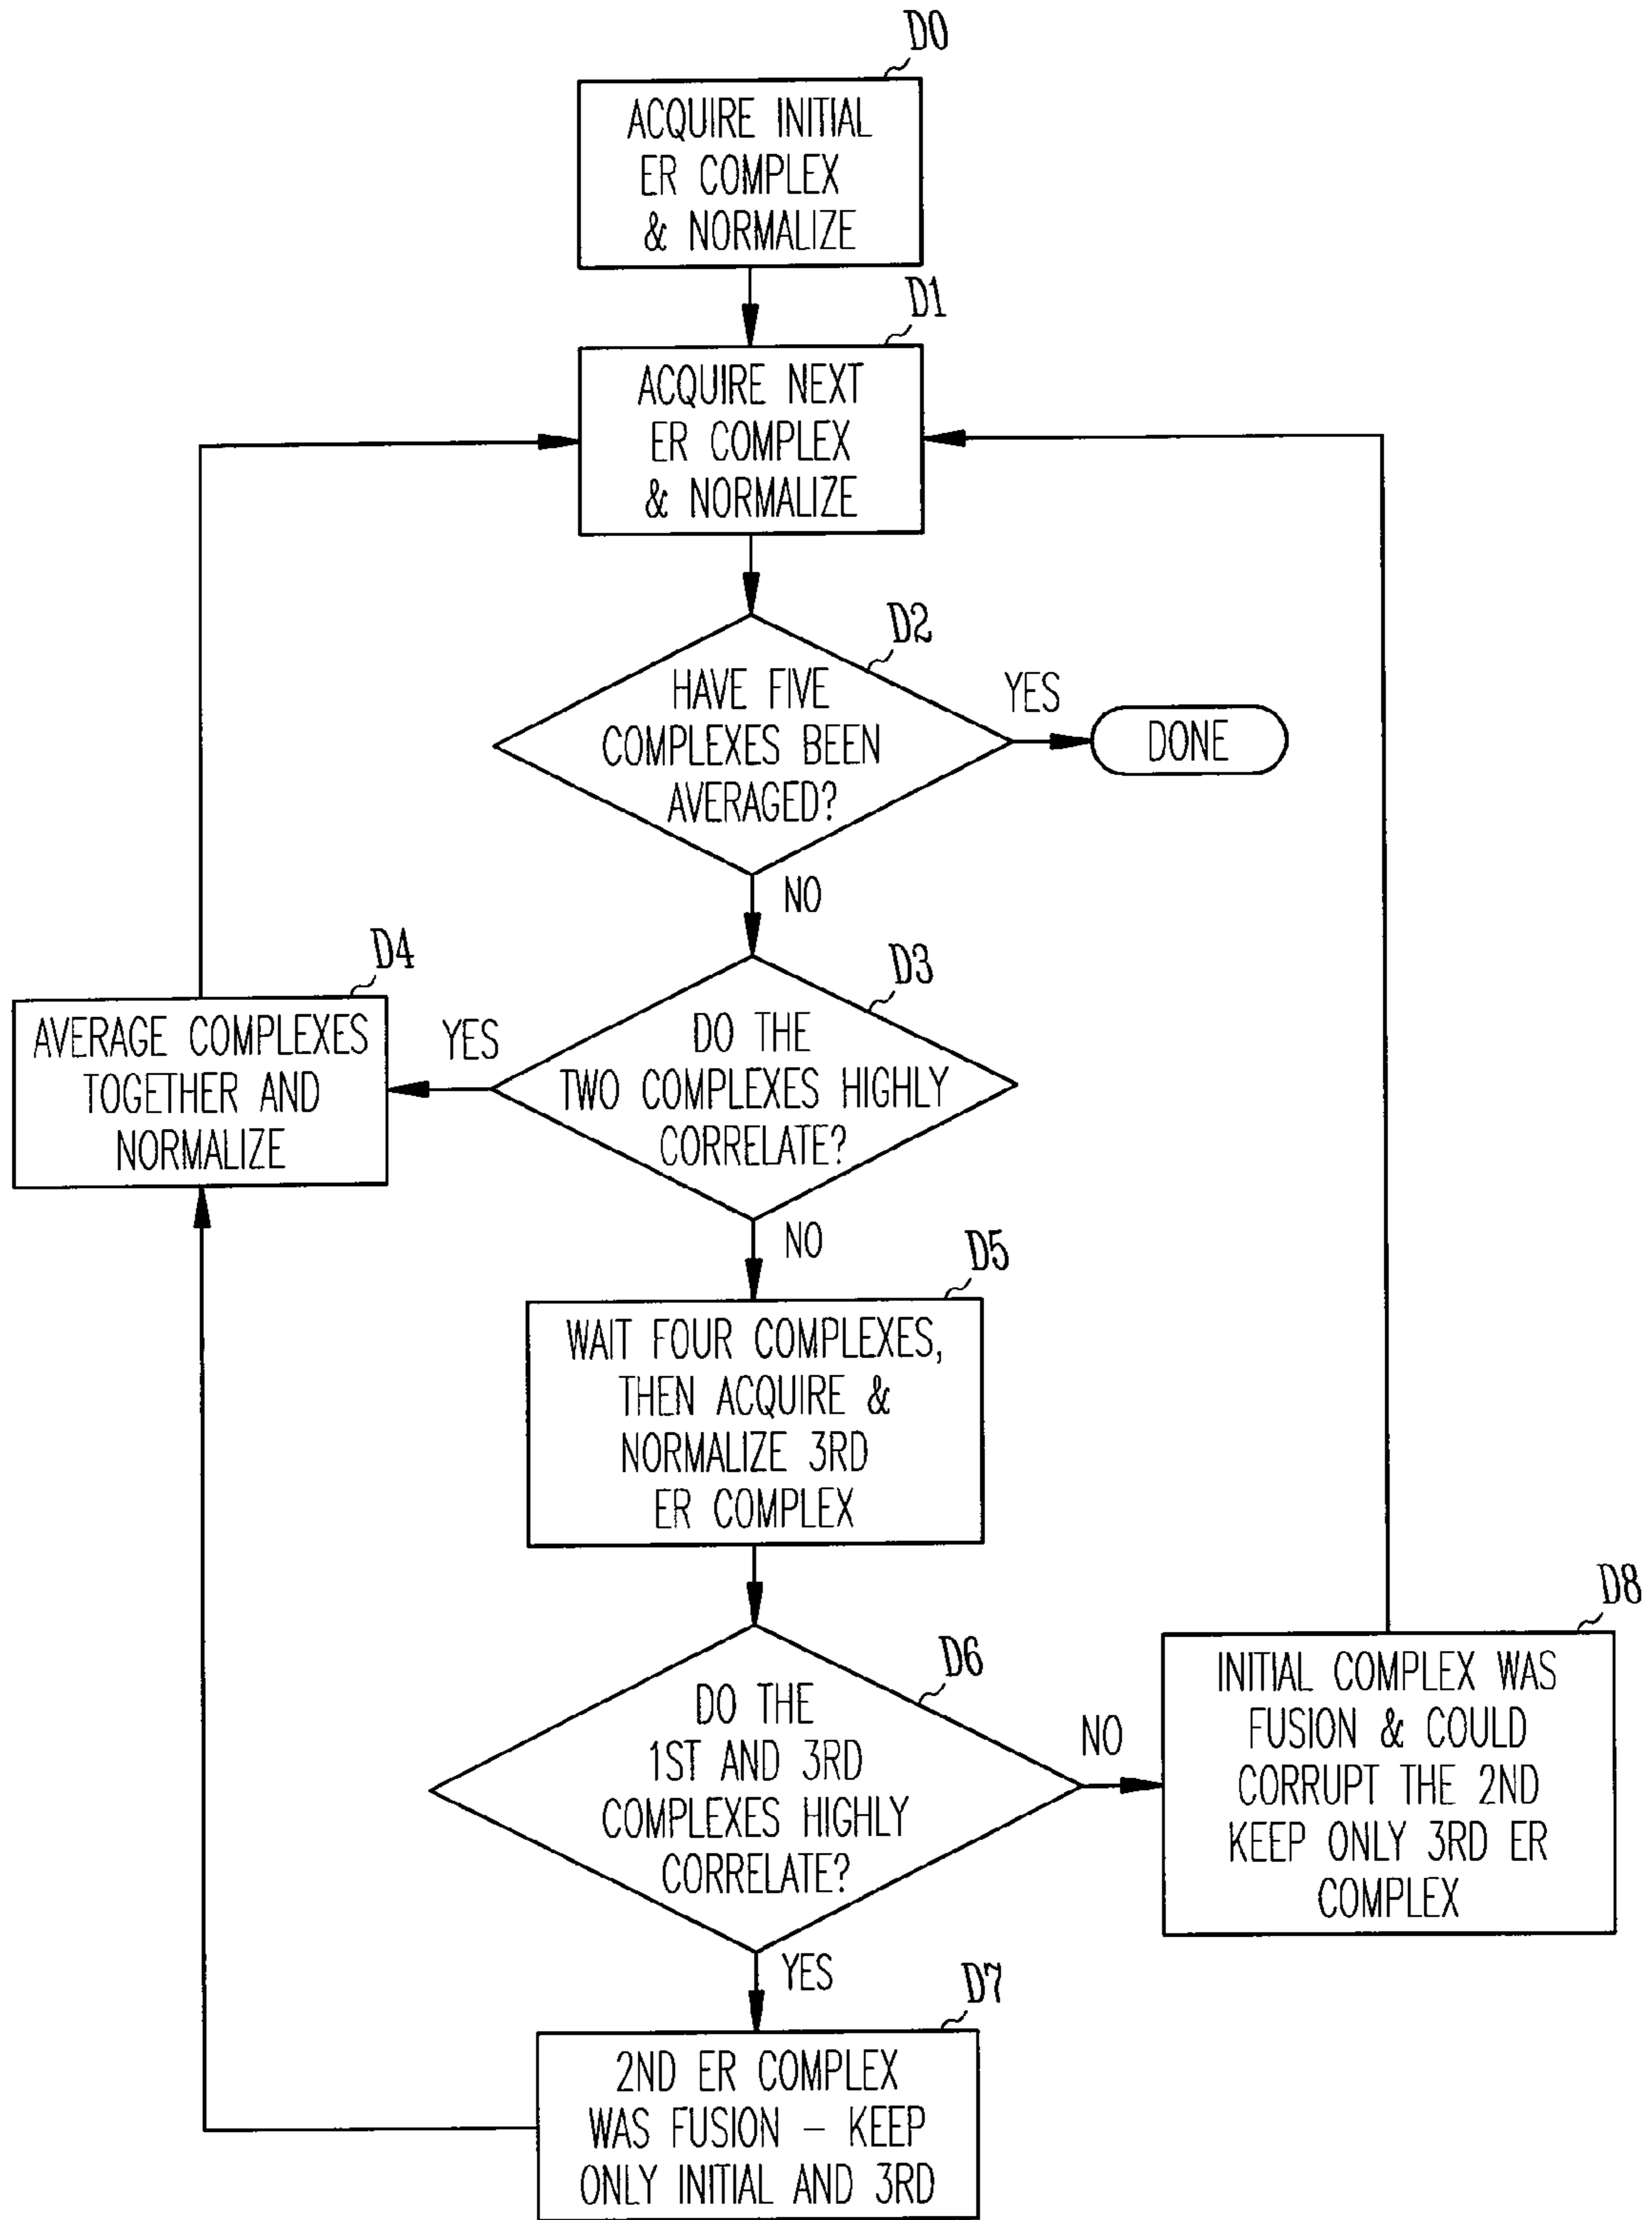 D0
ACQUIRE INITIAL
ER COMPLEX
& NORMALIZE
D1
ACQUIRE NEXT
ER COMPLEX
& NORMALIZE
D2
HAVE FIVE
COMPLEXES BEEN
AVERAGED?
YES
DONE
NO
D3
DO THE
TWO COMPLEXES HIGHLY
CORRELATE?
YES
D4
AVERAGE COMPLEXES
TOGETHER AND
NORMALIZE
NO
D5
WAIT FOUR COMPLEXES,
THEN ACQUIRE &
NORMALIZE 3RD
ER COMPLEX
D6
DO THE
1ST AND 3RD
COMPLEXES HIGHLY
CORRELATE?
NO
D8
INITIAL COMPLEX WAS
FUSION & COULD
CORRUPT THE 2ND
KEEP ONLY 3RD ER
COMPLEX
YES
D7
2ND ER COMPLEX
WAS FUSION – KEEP
ONLY INITIAL AND 3RD